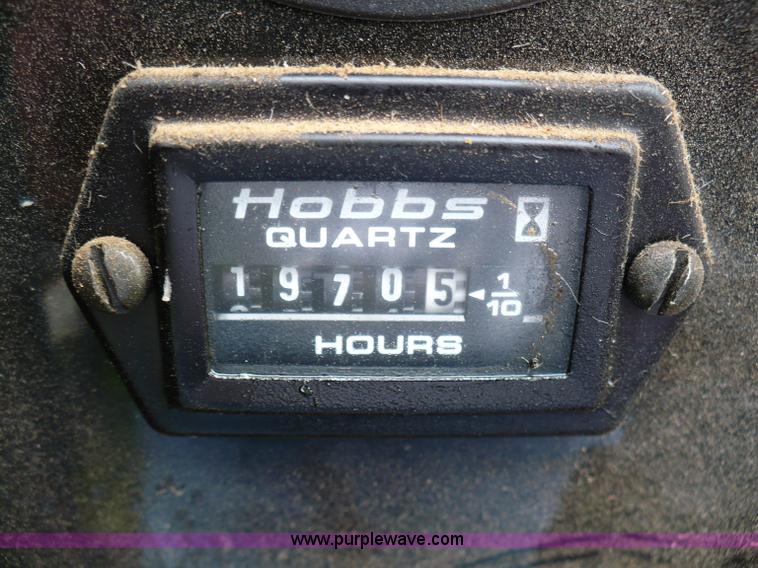 Hobbs
QUARTZ
19705 1/10
HOURS
www.purplewave.com